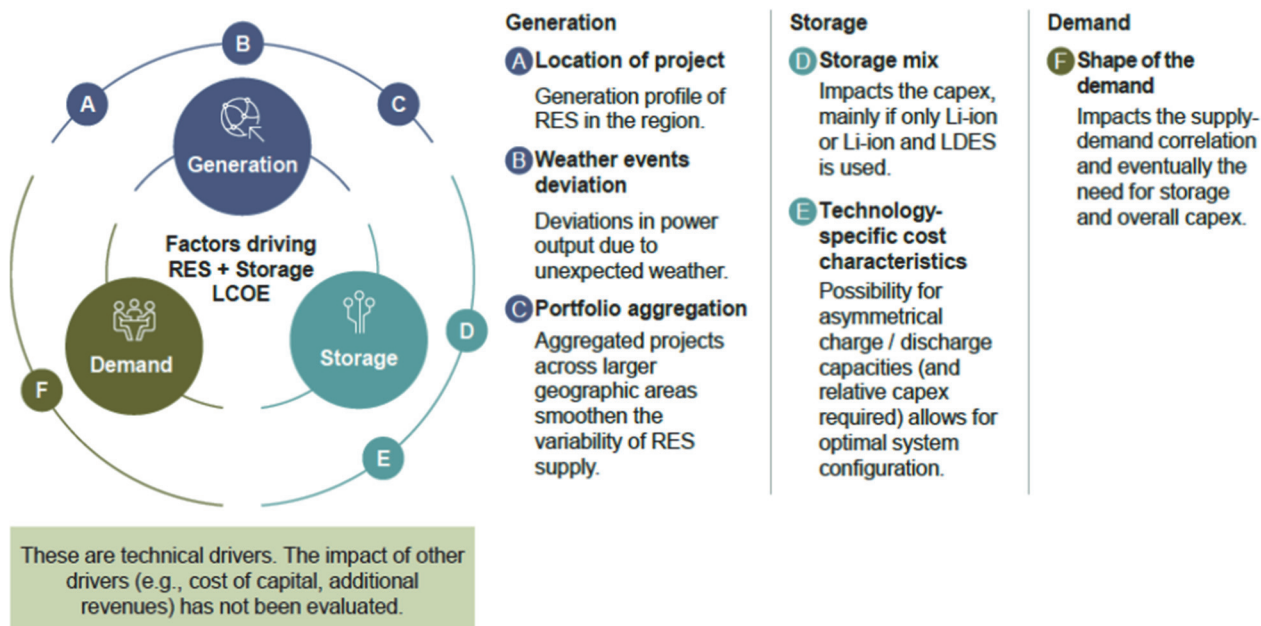 B
A
C
Generation
Factors driving
RES + Storage
LCOE
Demand
Storage
D
F
E
These are technical drivers. The impact of other
drivers (e.g., cost of capital, additional
revenues) has not been evaluated.
Generation
A Location of project
Generation profile of
RES in the region.
B Weather events
deviation
Deviations in power
output due to
unexpected weather.
C Portfolio aggregation
Aggregated projects
across larger
geographic areas
smoothen the
variability of RES
supply.
Storage
D Storage mix
Impacts the capex,
mainly if only Li-ion
or Li-ion and LDES
is used.
E Technology-
specific cost
characteristics
Possibility for
asymmetrical
charge / discharge
capacities (and
relative capex
required) allows for
optimal system
configuration.
Demand
F Shape of the
demand
Impacts the supply-
demand correlation
and eventually the
need for storage
and overall capex.